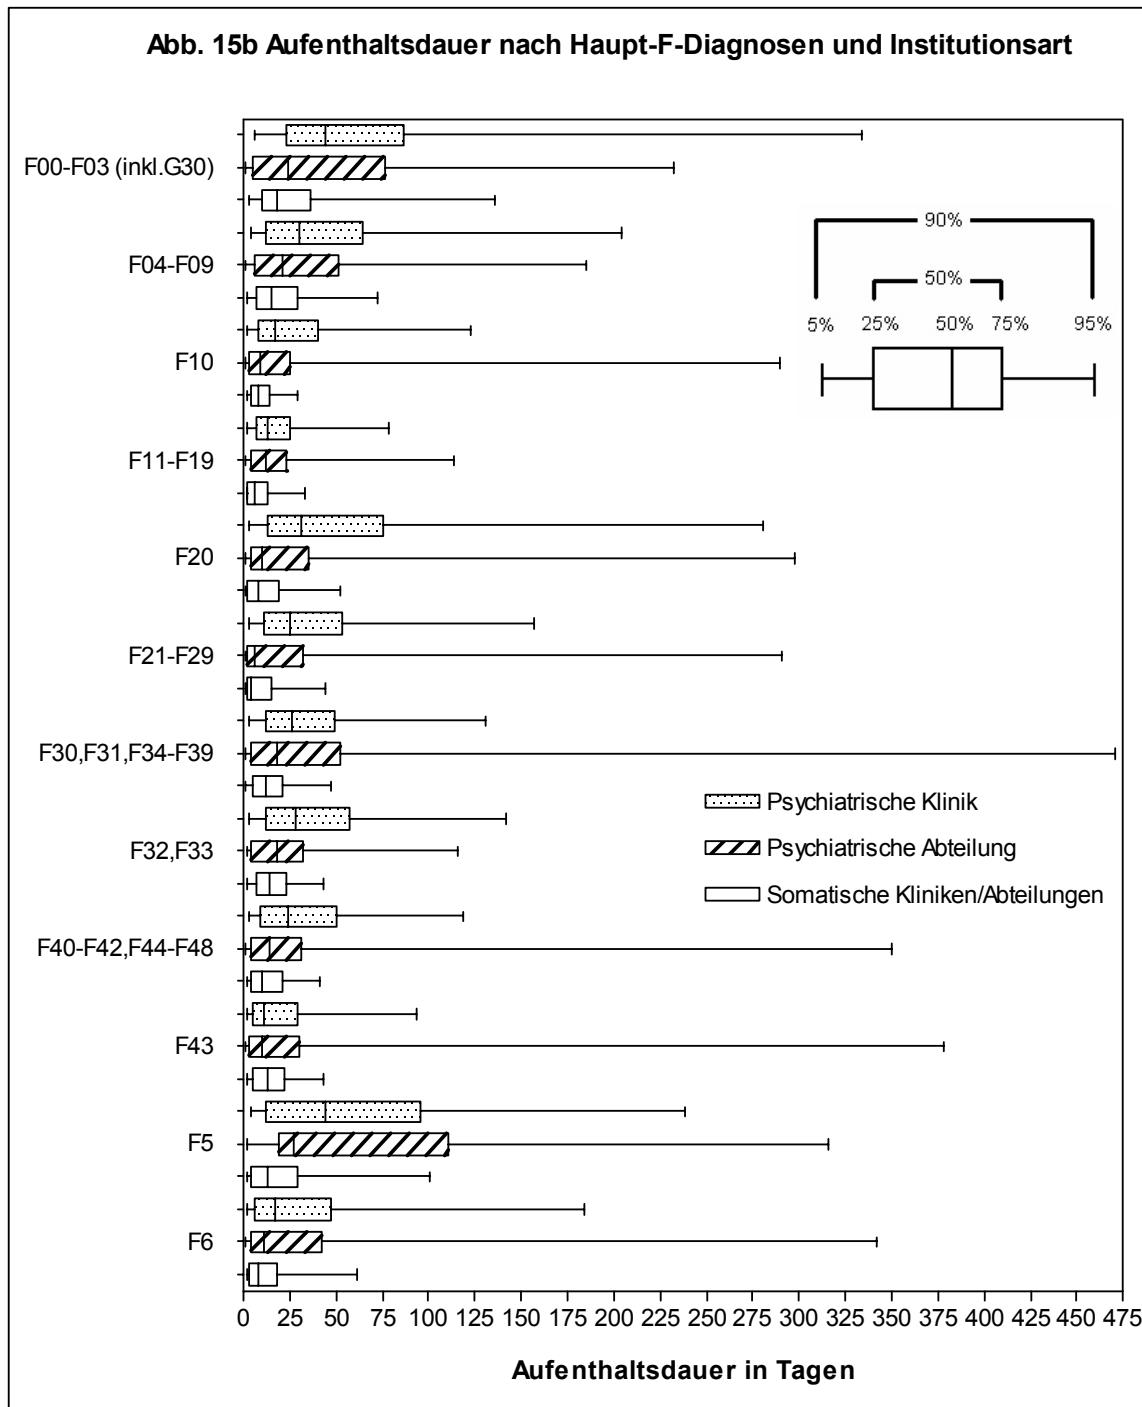 Abb. 15b Aufenthaltsdauer nach Haupt-F-Diagnosen und Institutionsart
F00-F03 (inkl.G30)
F04-F09
F10
F11-F19
F20
F21-F29
F30,F31,F34-F39
F32,F33
F40-F42,F44-F48
F43
F5
F6
90%
50%
5% 25% 50% 75% 95%
Psychiatrische Klinik
Psychiatrische Abteilung
Somatische Kliniken/Abteilungen
0 25 50 75 100 125 150 175 200 225 250 275 300 325 350 375 400 425 450 475
Aufenthaltsdauer in Tagen